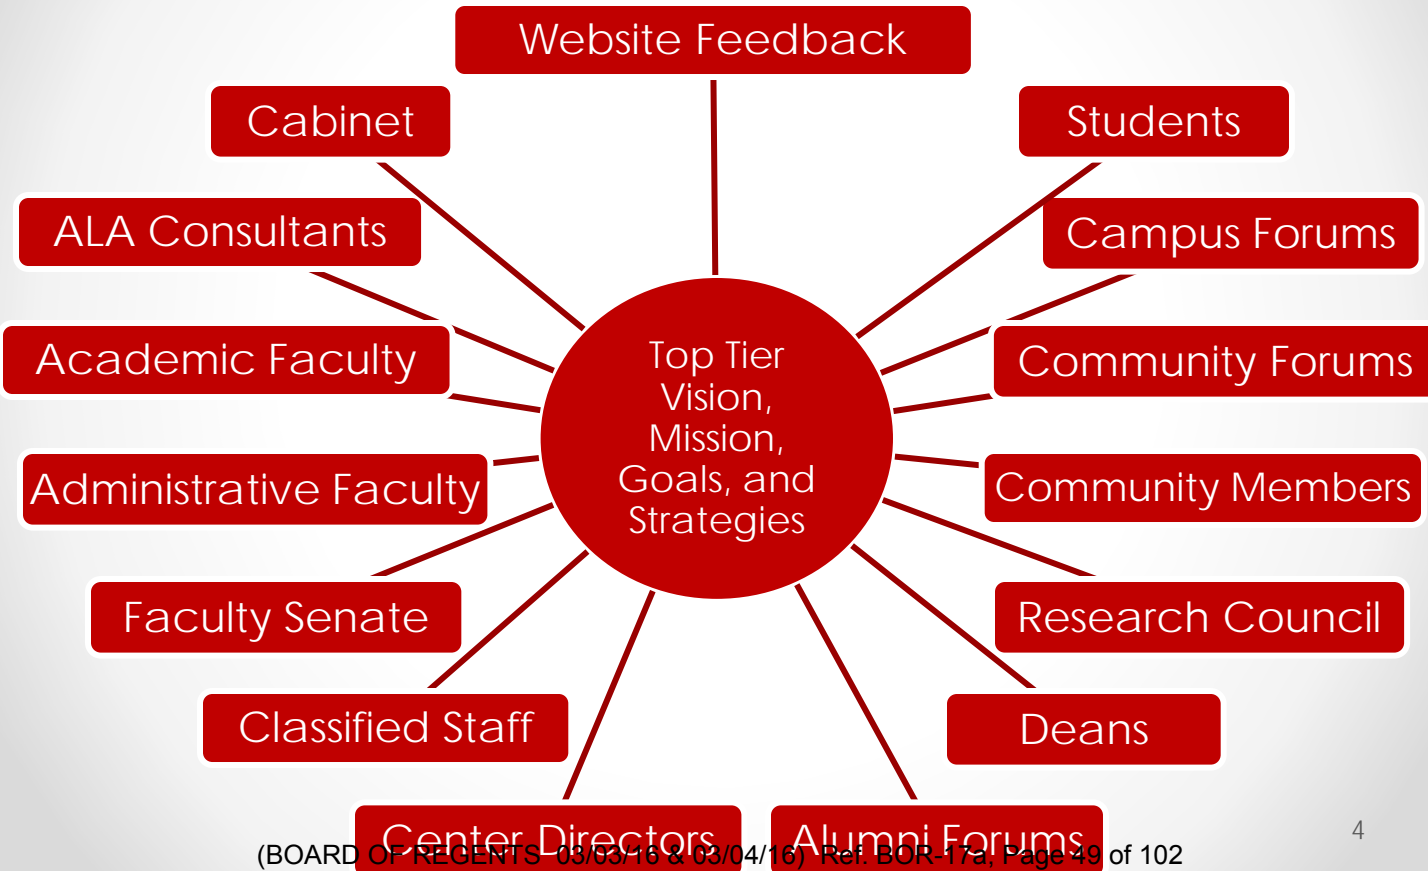 Website Feedback
Cabinet
Students
ALA Consultants
Campus Forums
Academic Faculty
Top Tier
Vision,
Mission,
Goals, and
Strategies
Community Forums
Administrative Faculty
Community Members
Faculty Senate
Research Council
Classified Staff
Deans
Center Directors
Alumni Forums
4
(BOARD OF REGENTS 03/03/16 & 03/04/16) Ref. BOR-17a, Page 49 of 102